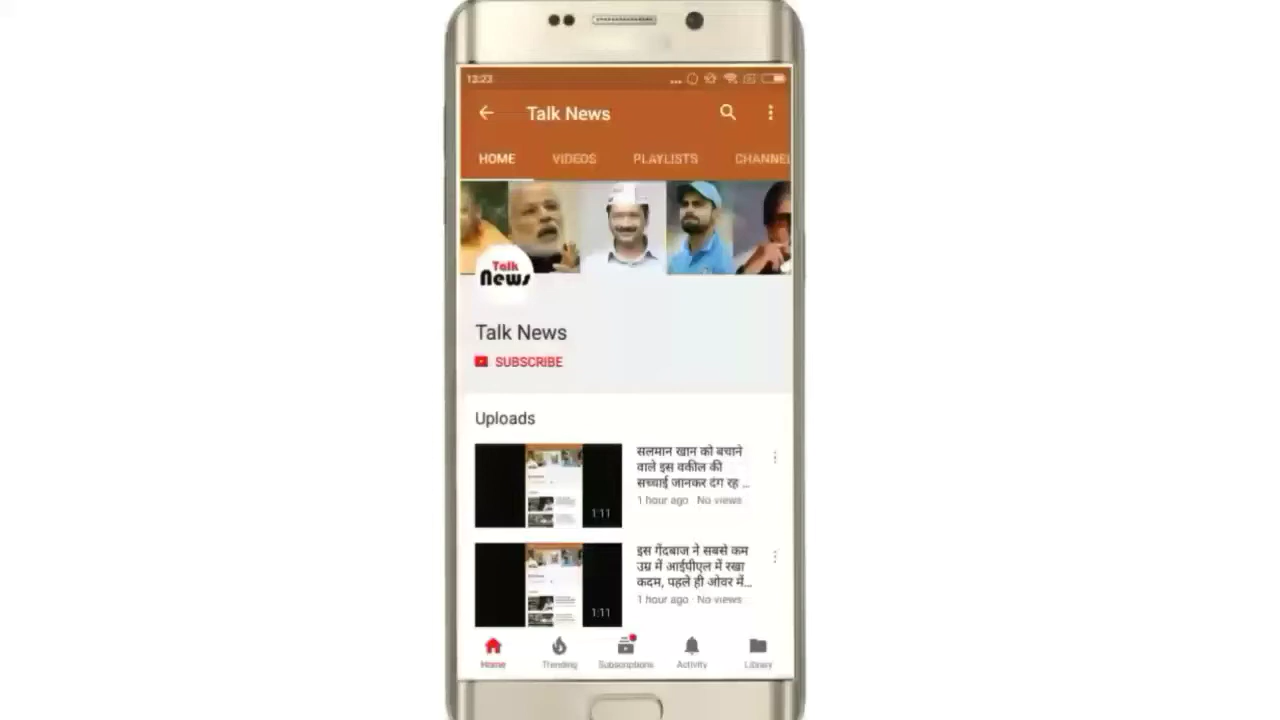 12:23
Talk News
HOME VIDEOS PLAYLISTS CHANNEL
Talk
News
Talk News
SUBSCRIBE
Uploads
सलमान खान को बचाने
वाले इस वकील की
सच्चाई जानकर दंग रह ...
1 hour ago · No views
1:11
इस गेंदबाज ने सबसे कम
उम्र में आईपीएल में रखा
कदम, पहले ही ओवर में...
1 hour ago · No views
1:11
Home Trending Subscriptions Activity Library